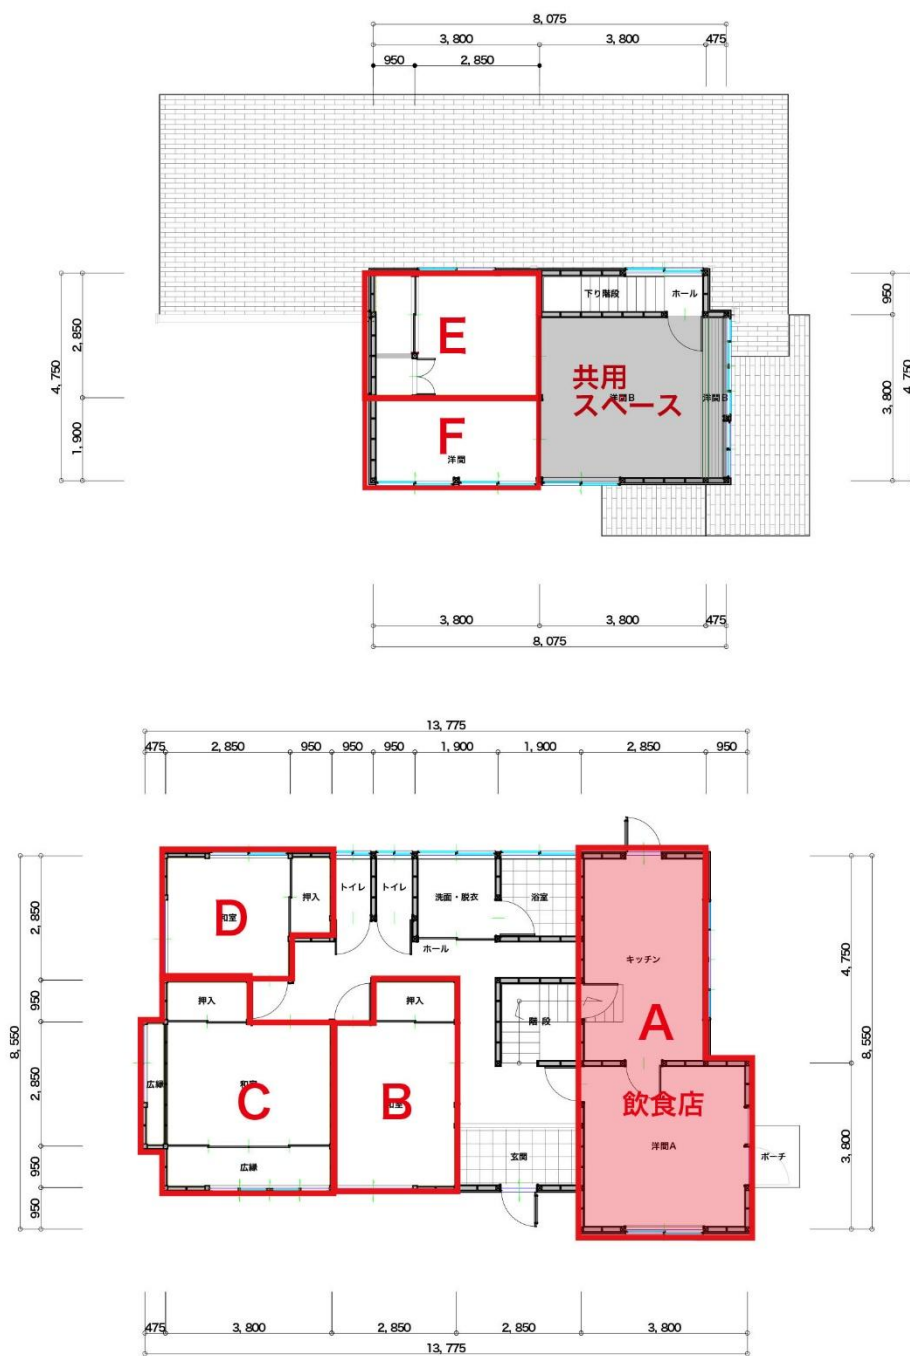 8,075
3,800 3,800 475
950 2,850
950
2,850
4,750
1,900
3,800
4,750
下り階段 ホール
E
共用
スペース
洋間B 洋間B
F
洋間
3,800 3,800 475
8,075
13,775
475 2,850 950 950 950 1,900 1,900 2,850 950
2,850
950
8,550
2,850
950
950
4,750
8,550
3,800
トイレ トイレ 洗面・脱衣 浴室
押入
D
和室
ホール
キッチン
押入 押入
階段
A
広縁
和室
C
和室
B
飲食店
洋間A
広縁
玄関
ポーチ
475 3,800 2,850 2,850 3,800
13,775